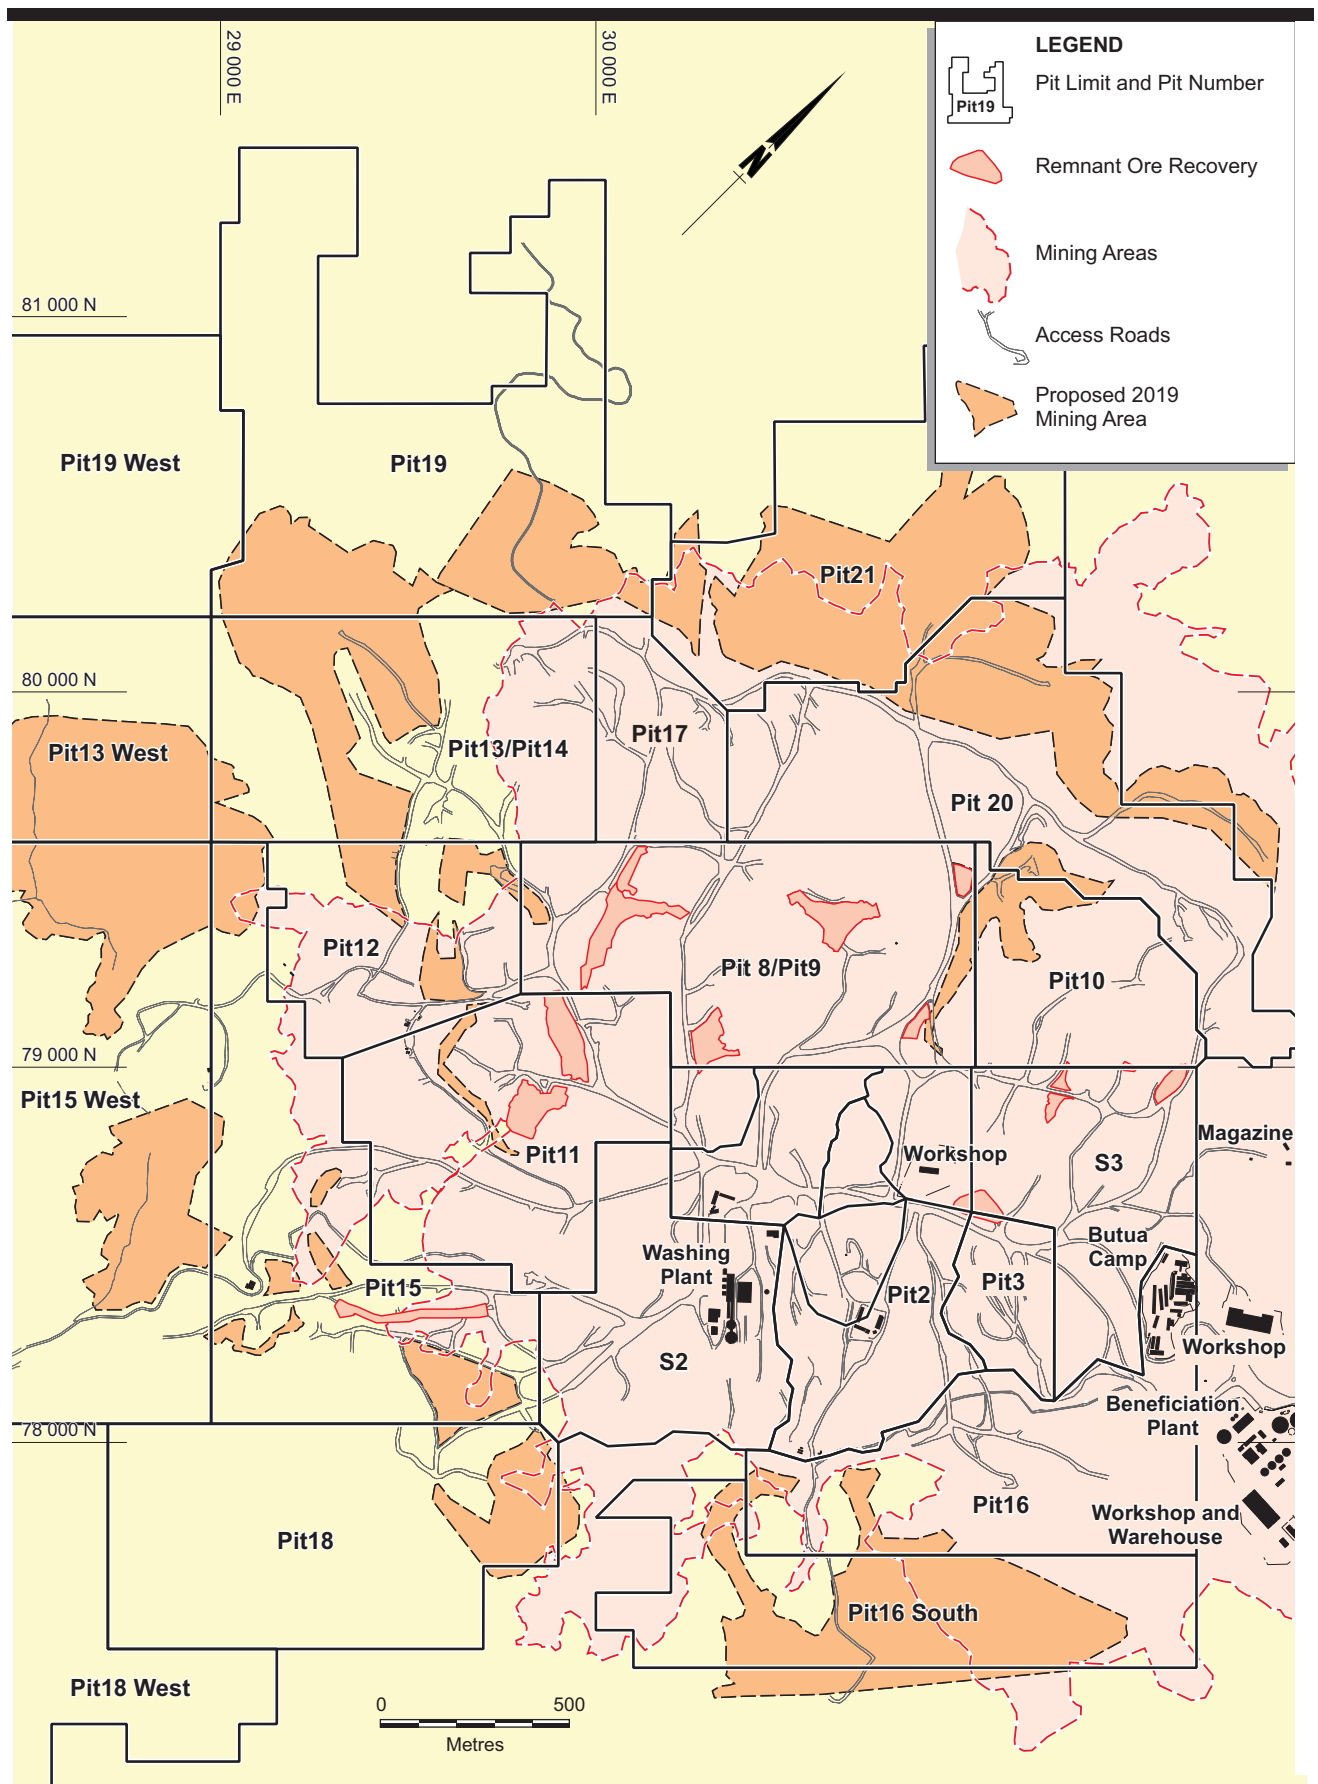 29 000 E
30 000 E
LEGEND
Pit19
Pit Limit and Pit Number
Remnant Ore Recovery
Mining Areas
Access Roads
Proposed 2019
Mining Area
N
81 000 N
Pit19 West
Pit19
Pit21
80 000 N
Pit13 West
Pit13/Pit14
Pit17
Pit 20
Pit12
Pit 8/Pit9
Pit10
79 000 N
Pit15 West
Pit11
Workshop
S3
Magazine
Washing
Plant
Butua
Camp
Pit15
Pit2
Pit3
S2
Workshop
Beneficiation
Plant
78 000 N
Pit18
Pit16
Workshop and
Warehouse
Pit16 South
Pit18 West
0
500
Metres